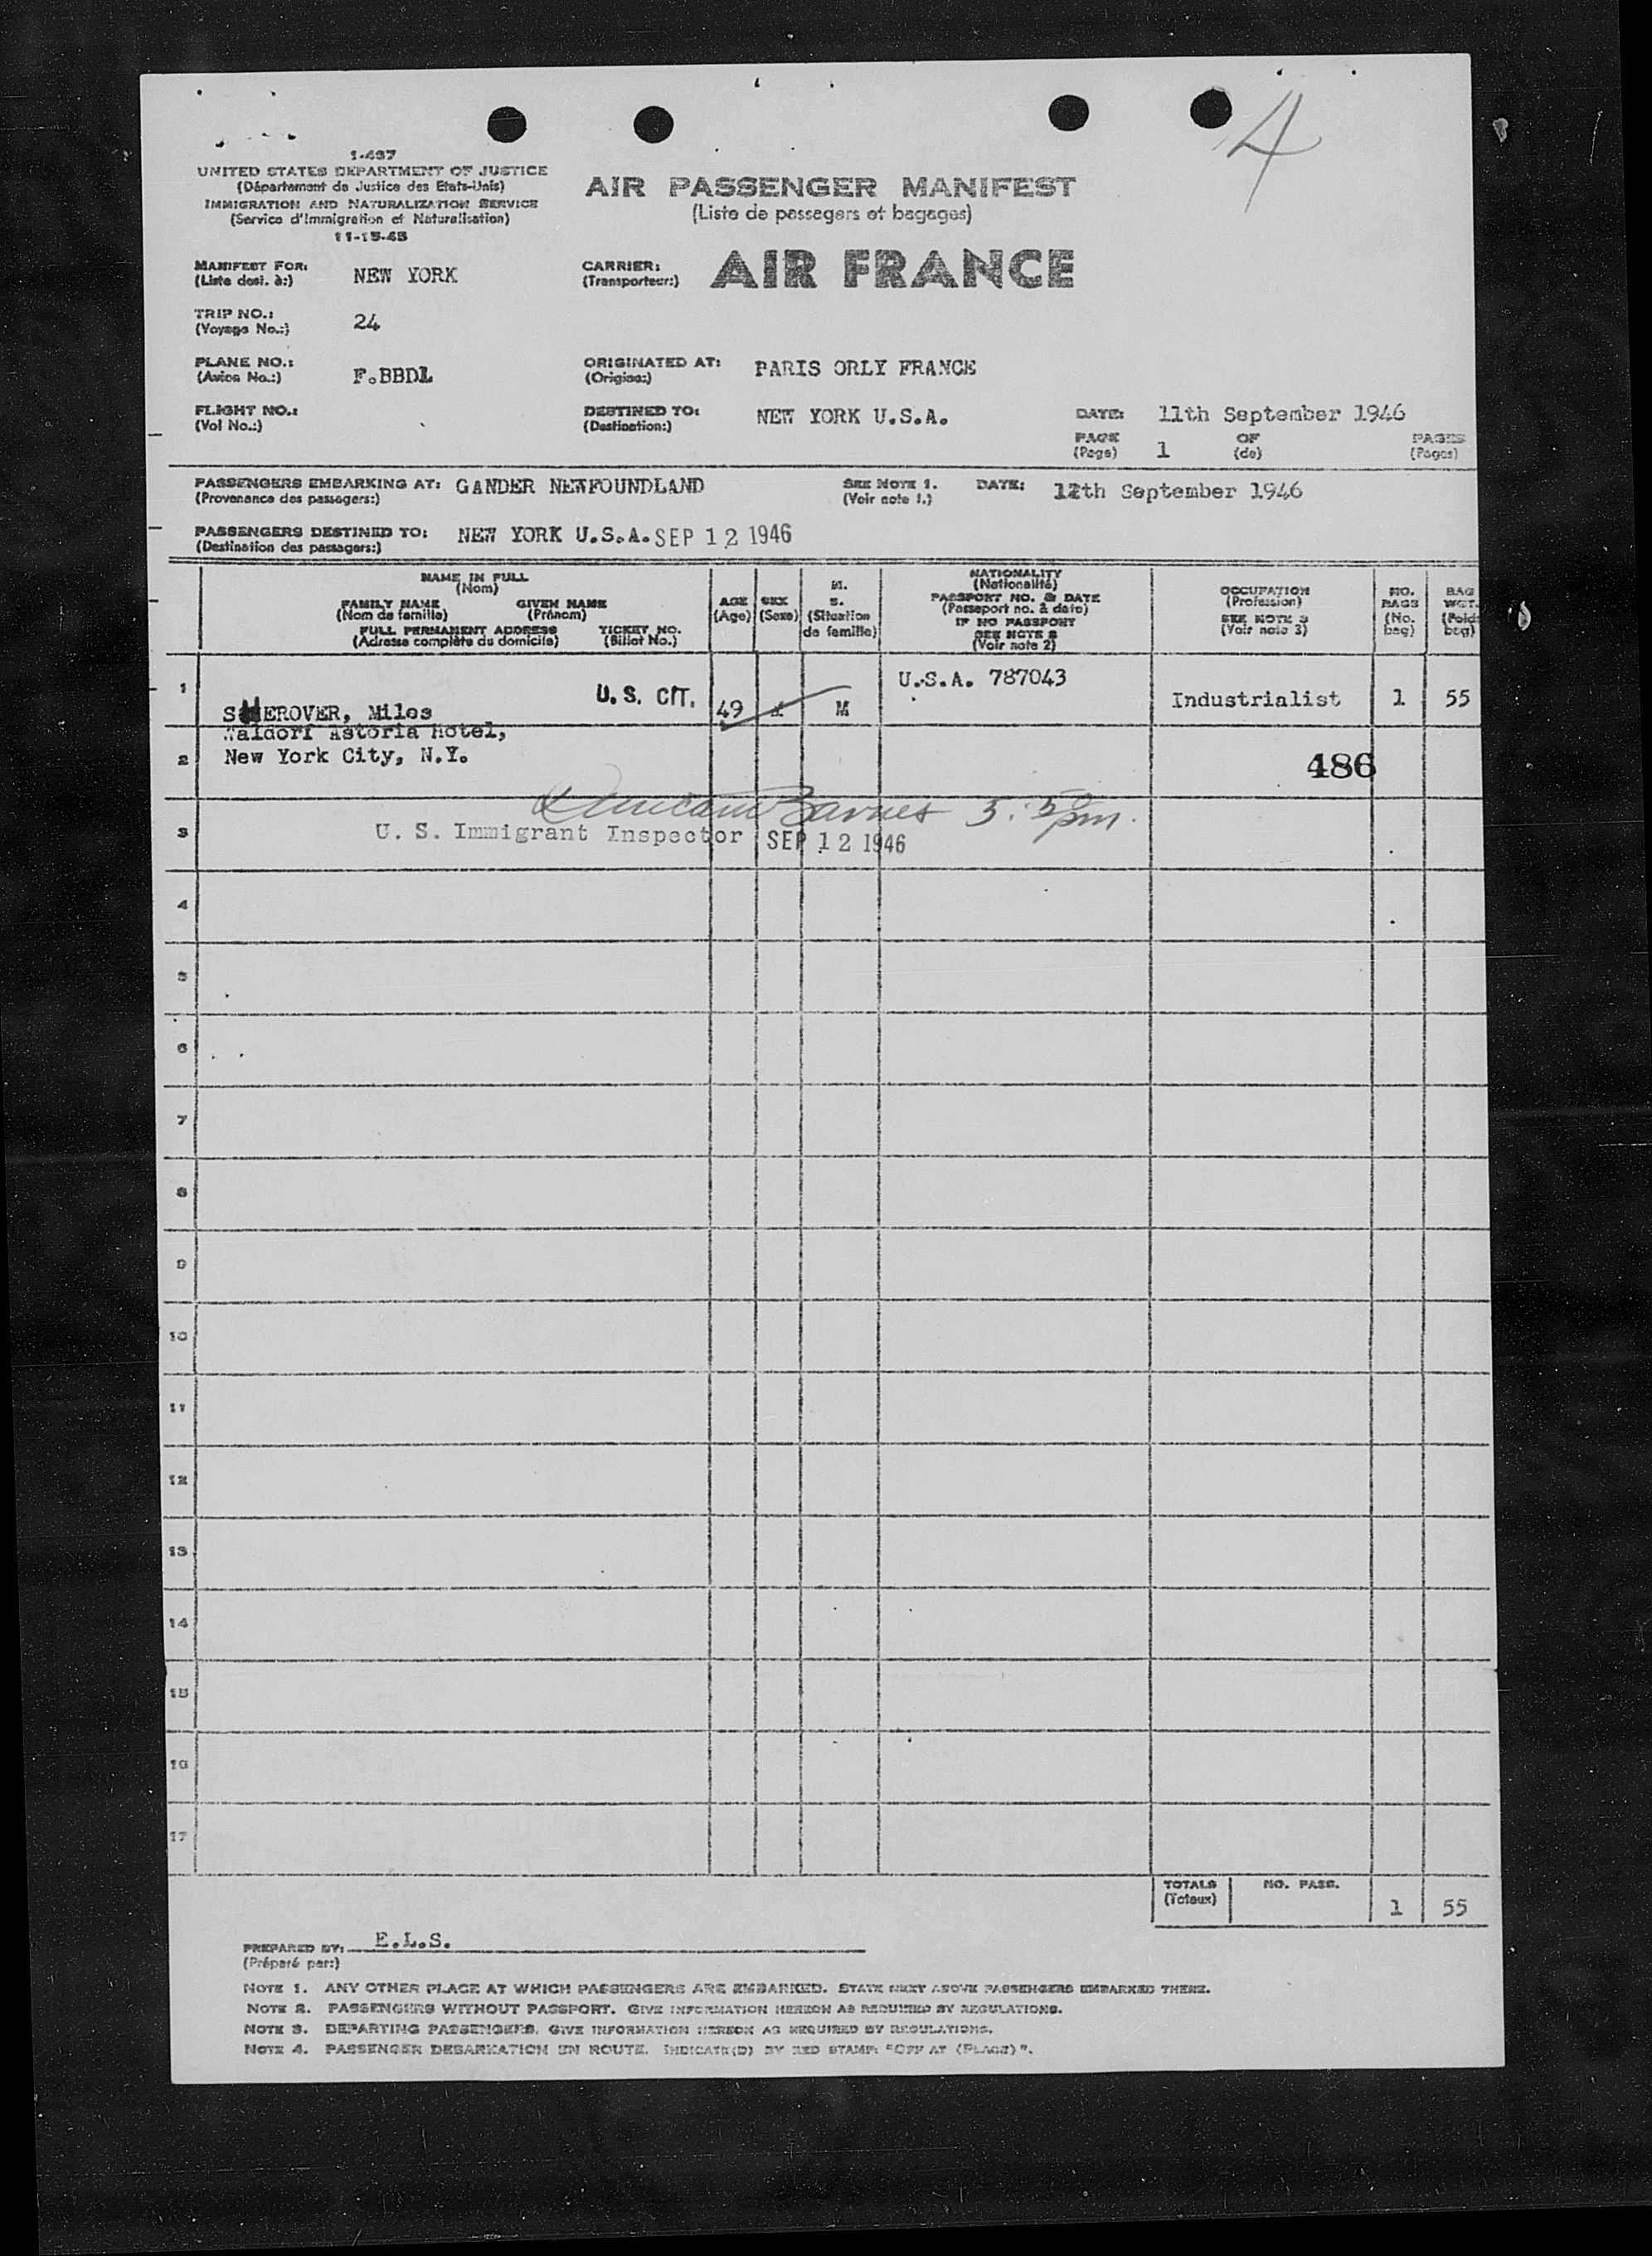 4
1-487
UNITED STATES DEPARTMENT OF JUSTICE
(Département de Justice des Etats-Unis)
IMMIGRATION AND NATURALIZATION SERVICE
(Service d'Immigration et Naturalisation)
11-15-45
AIR PASSENGER MANIFEST
(Liste de passagers et bagages)
MANIFEST FOR: NEW YORK
(Liste dest. à:)
CARRIER: AIR FRANCE
(Transporteur:)
TRIP NO.: 24
(Voyage No.:)
PLANE NO.: F.BBDL
(Avion No.:)
ORIGINATED AT: PARIS ORLY FRANCE
(Origine:)
FLIGHT NO.:
(Vol No.:)
DESTINED TO: NEW YORK U.S.A.
(Destination:)
DATE: 11th September 1946
PAGE 1 OF PAGES
(Page) (de) (Pages)
PASSENGERS EMBARKING AT: GANDER NEWFOUNDLAND
(Provenance des passagers:)
SEE NOTE 1. DATE: 12th September 1946
(Voir note 1.)
PASSENGERS DESTINED TO: NEW YORK U.S.A. SEP 12 1946
(Destination des passagers:)
NAME IN FULL
(Nom)
FAMILY NAME GIVEN NAME
(Nom de famille) (Prénom)
FULL PERMANENT ADDRESS TICKET NO.
(Adresse complète du domicile) (Billet No.)
AGE
(Age)
SEX
(Sexe)
M.
S.
(Situation
de famille)
NATIONALITY
(Nationalité)
PASSPORT NO. & DATE
(Passeport no. & date)
IF NO PASSPORT
SEE NOTE 2
(Voir note 2)
OCCUPATION
(Profession)
SEE NOTE 3
(Voir note 3)
NO.
BAGS
(No.
bag)
BAG
WGT.
(Poids
bag)
1 SHEROVER, Miles U.S. CIT. 49 M U.S.A. 787043 Industrialist 1 55
Waldorf Astoria Hotel,
2 New York City, N.Y. 486
Duncan Barnes 5:50 pm.
3 U. S. Immigrant Inspector SEP 12 1946
4
5
6
7
8
9
10
11
12
13
14
15
16
17
TOTALS NO. PASS. 1 55
(Totaux)
PREPARED BY: E.L.S.
(Préparé par:)
NOTE 1. ANY OTHER PLACE AT WHICH PASSENGERS ARE EMBARKED. STATE NEXT ABOVE PASSENGERS EMBARKED THERE.
NOTE 2. PASSENGERS WITHOUT PASSPORT. GIVE INFORMATION HEREON AS REQUIRED BY REGULATIONS.
NOTE 3. DEPARTING PASSENGERS. GIVE INFORMATION HEREON AS REQUIRED BY REGULATIONS.
NOTE 4. PASSENGER DEBARKATION EN ROUTE. INDICATE(D) BY RED STAMP: "OFF AT (PLACE)".